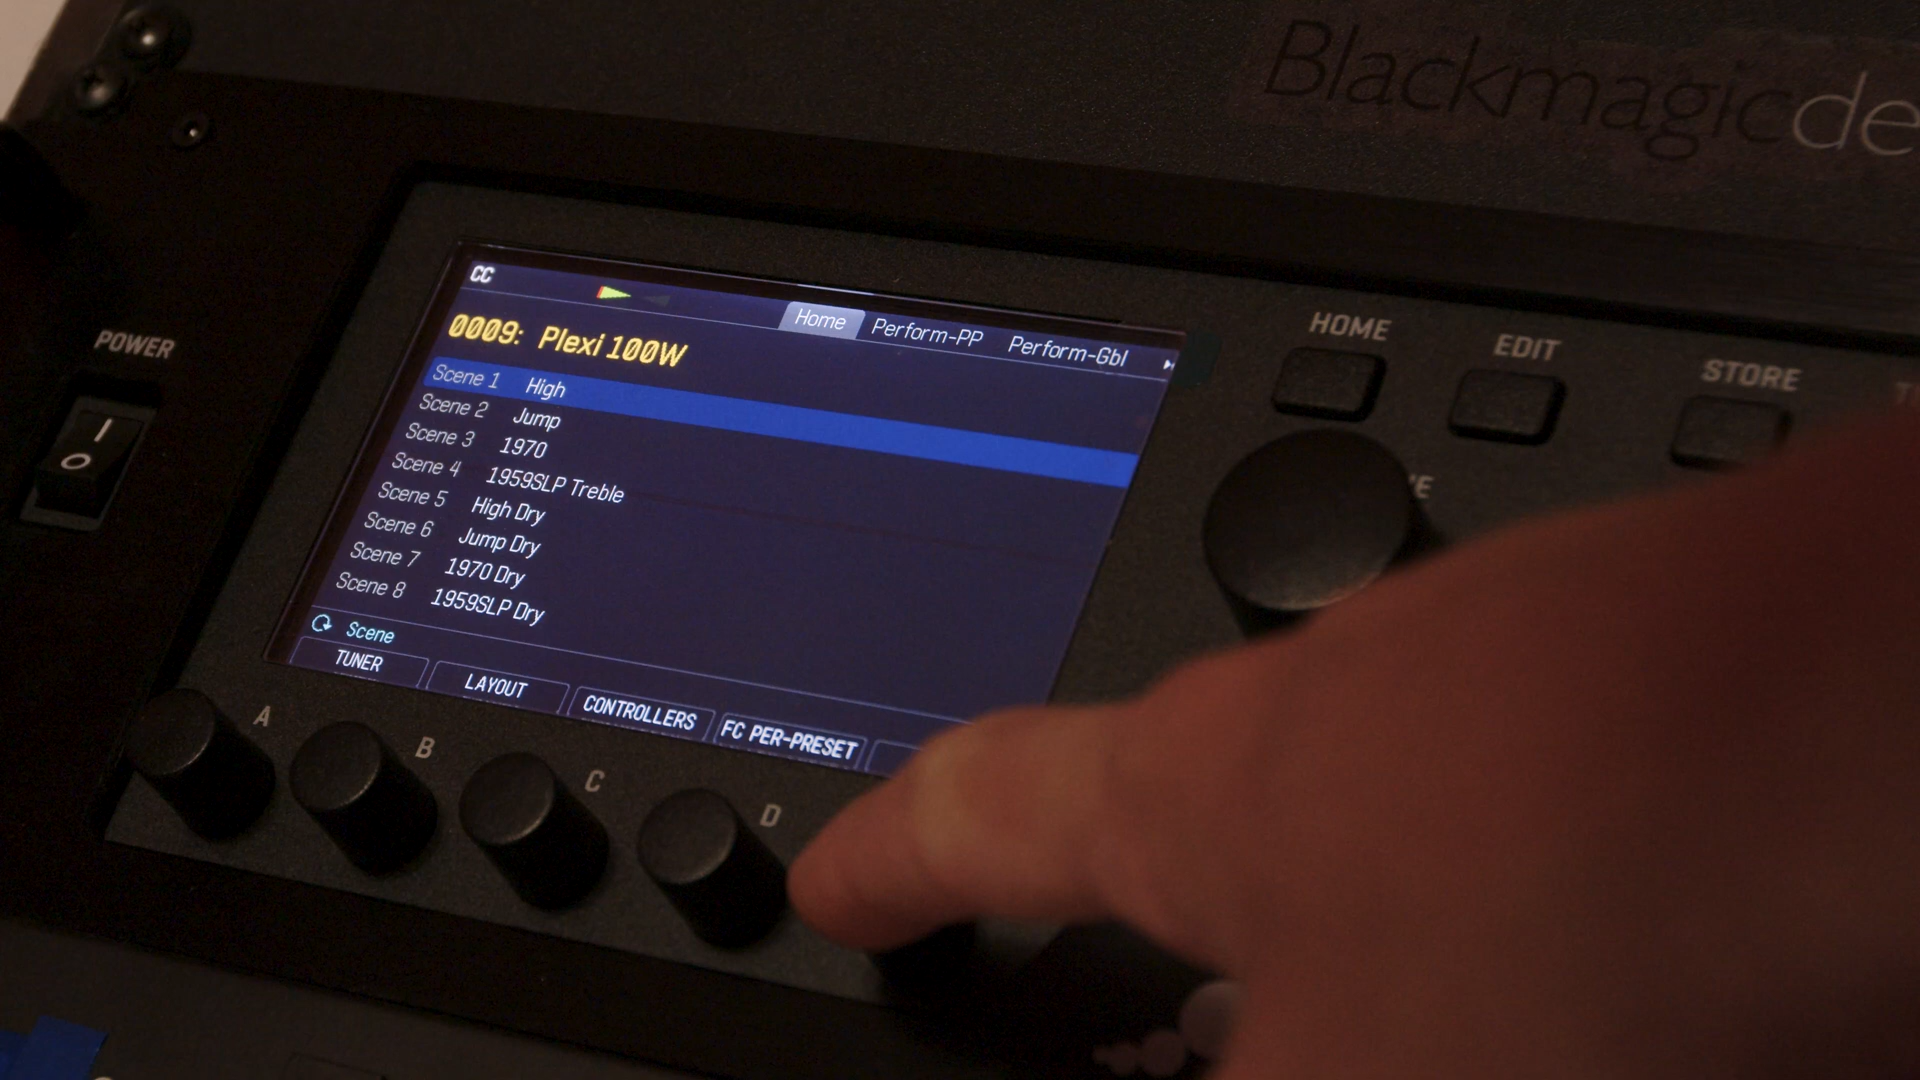 Blackmagicde
CC
Home Perform-PP Perform-Gbl
0009: Plexi 100W
Scene 1 High
Scene 2 Jump
Scene 3 1970
Scene 4 1959SLP Treble
Scene 5 High Dry
Scene 6 Jump Dry
Scene 7 1970 Dry
Scene 8 1959SLP Dry
Scene
TUNER LAYOUT CONTROLLERS FC PER-PRESET
POWER
I
O
HOME EDIT STORE
A B C D